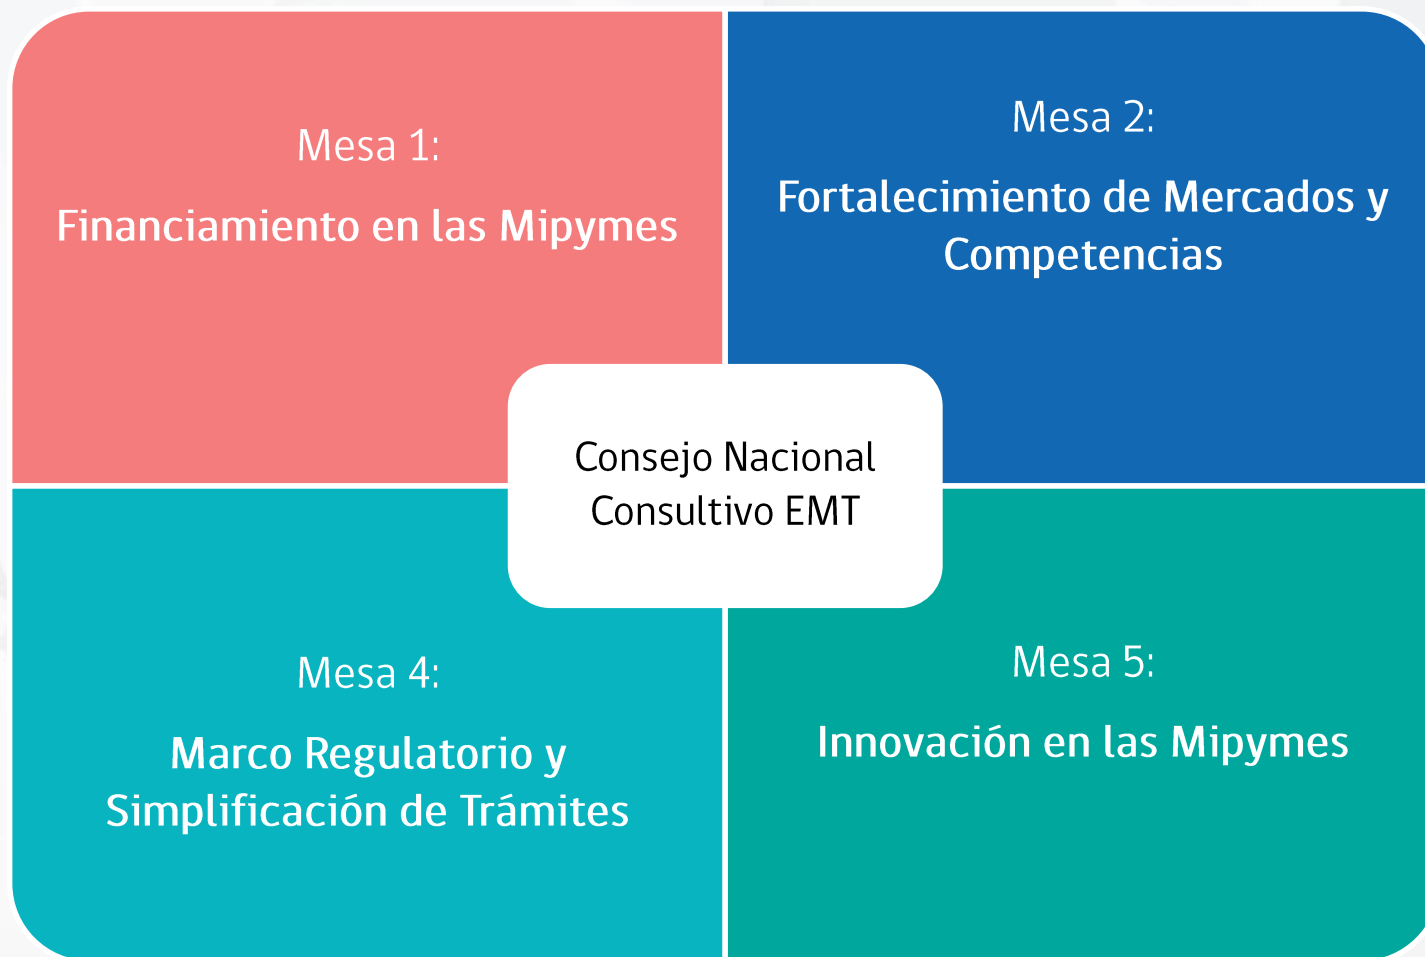 Mesa 1:
Financiamiento en las Mipymes
Mesa 2:
Fortalecimiento de Mercados y
Competencias
Consejo Nacional
Consultivo EMT
Mesa 4:
Marco Regulatorio y
Simplificación de Trámites
Mesa 5:
Innovación en las Mipymes